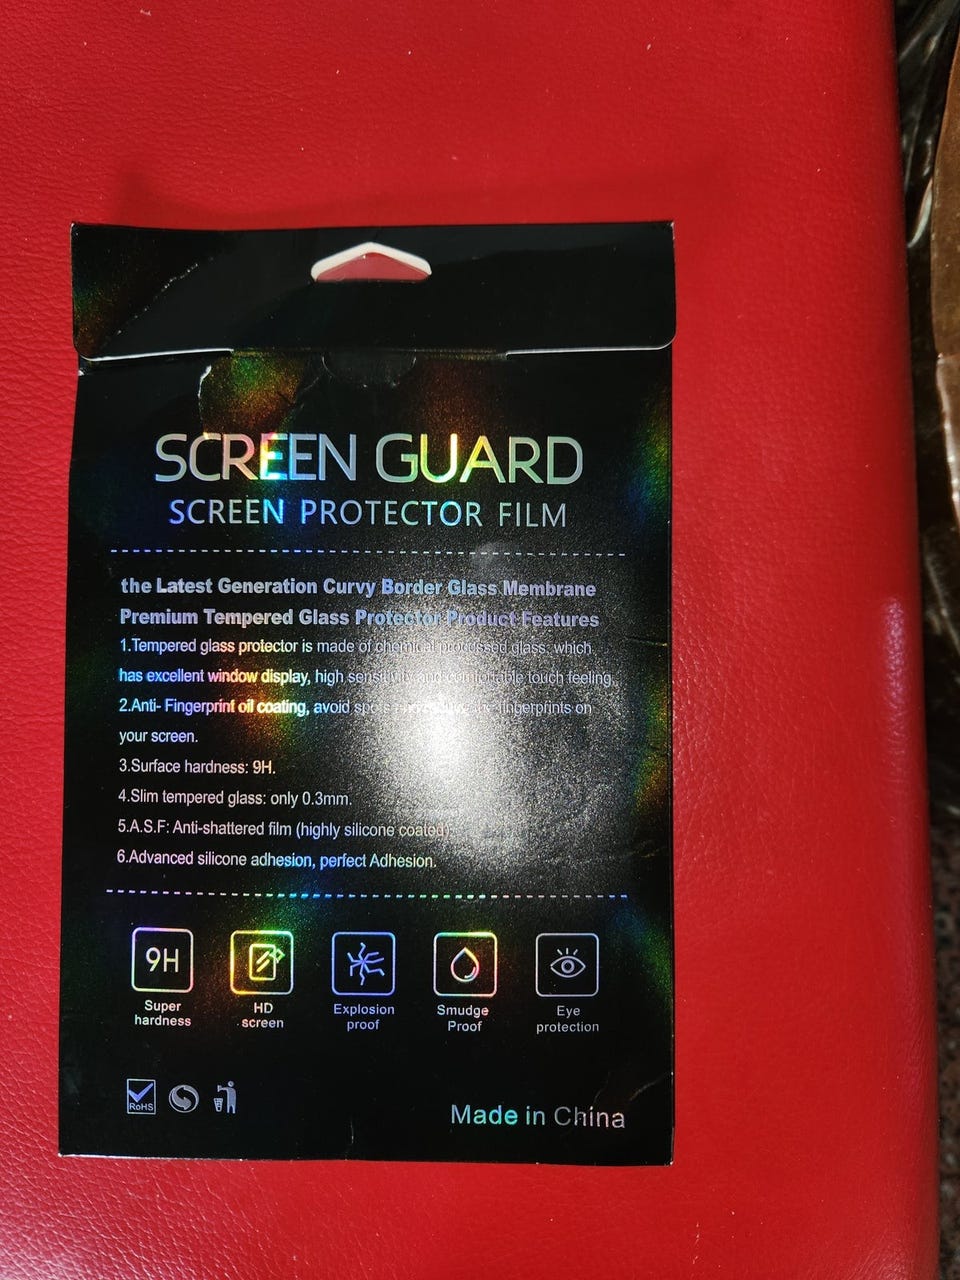 SCREEN GUARD
SCREEN PROTECTOR FILM
the Latest Generation Curvy Border Glass Membrane
Premium Tempered Glass Protector Product Features
1.Tempered glass protector is made of chemical processed glass, which
has excellent window display, high sensitivity and comfortable touch feeling.
2.Anti- Fingerprint oil coating, avoid spots and fingerprints on
your screen.
3.Surface hardness: 9H.
4.Slim tempered glass: only 0.3mm.
5.A.S.F: Anti-shattered film (highly silicone coated)
6.Advanced silicone adhesion, perfect Adhesion.
9H
Super
hardness
HD
screen
Explosion
proof
Smudge
Proof
Eye
protection
RoHS
Made in China